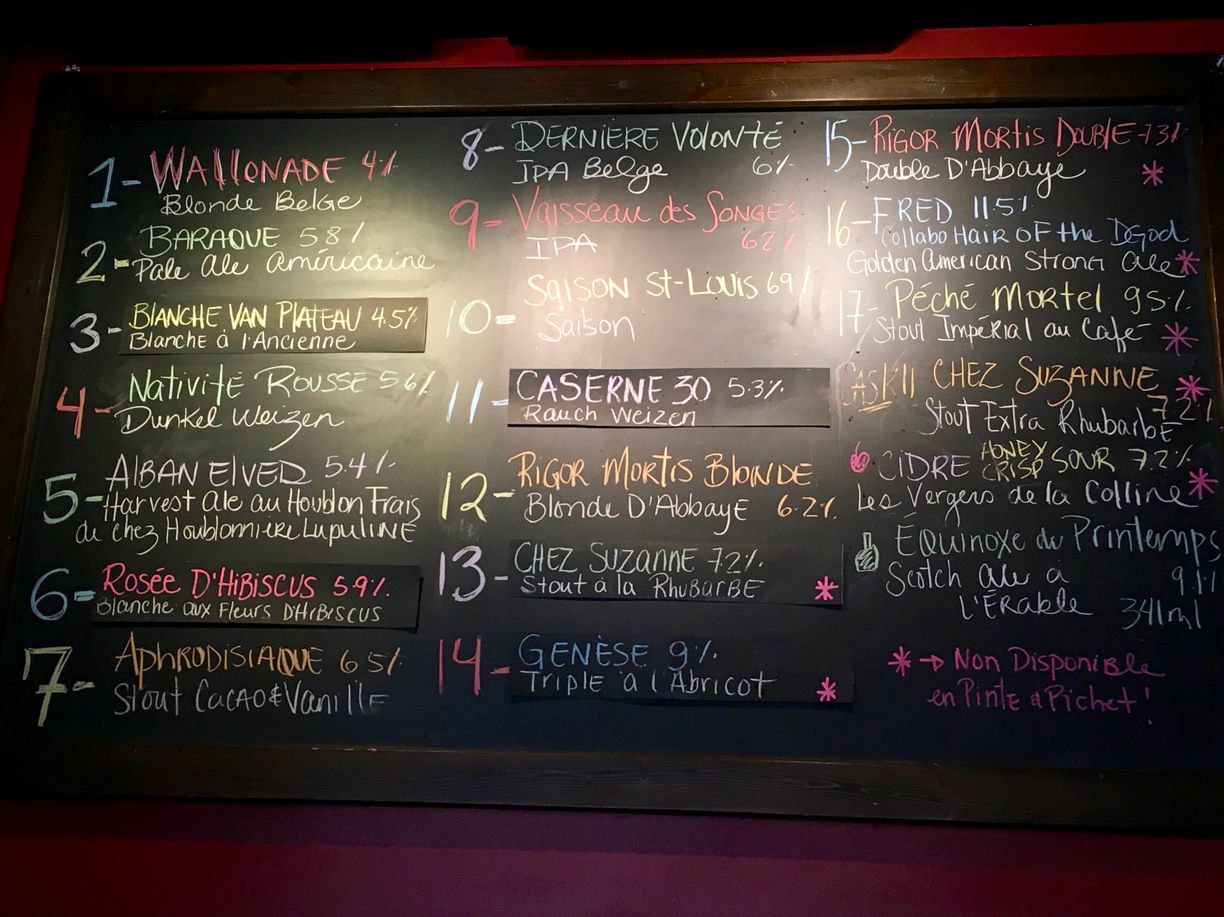 1- WALLONADE 4%
Blonde Belge
2- BARAQUE 5.8%
Pale Ale Américaine
3- BLANCHE VAN PLATEAU 4.5%
Blanche à l'Ancienne
4- NATIVITÉ ROUSSE 5.6%
Dunkel Weizen
5- ALBAN ELVED 5.4%
Harvest Ale au Houblon Frais
de chez Houblonnière Lupuline
6- ROSÉE D'HIBISCUS 5.9%
Blanche aux Fleurs D'HIBISCUS
7- APHRODISIAQUE 6.5%
Stout CACAO & Vanille
8- DERNIERE VOLONTÉ
IPA Belge 6%
9- VAISSEAU des SONGES
IPA 6.2%
10- SAISON ST-LOUIS 6.9%
Saison
11- CASERNE 30 5.3%
Rauch Weizen
12- RIGOR MORTIS BLONDE
Blonde D'Abbaye 6.2%
13- CHEZ SUZANNE 7.2%
Stout à la RHUBARBE *
14- GENÈSE 9%
Triple à l'Abricot *
15- RIGOR MORTIS DOUBLE 7.3%
Double D'Abbaye *
16- FRED 11.5%
Collabo HAIR OF the Dog
Golden American Strong Ale *
17- PÉCHÉ MORTEL 9.5%
Stout Impérial au Café *
CASK 11 CHEZ SUZANNE *
Stout Extra Rhubarbe 7.2%
CIDRE HONEY CRISP SOUR 7.2%
Les Vergers de la Colline *
EQUINOXE du Printemps
Scotch Ale à 9.1%
L'ÉRABLE 341ml
* → Non Disponible
en Pinte & Pichet!